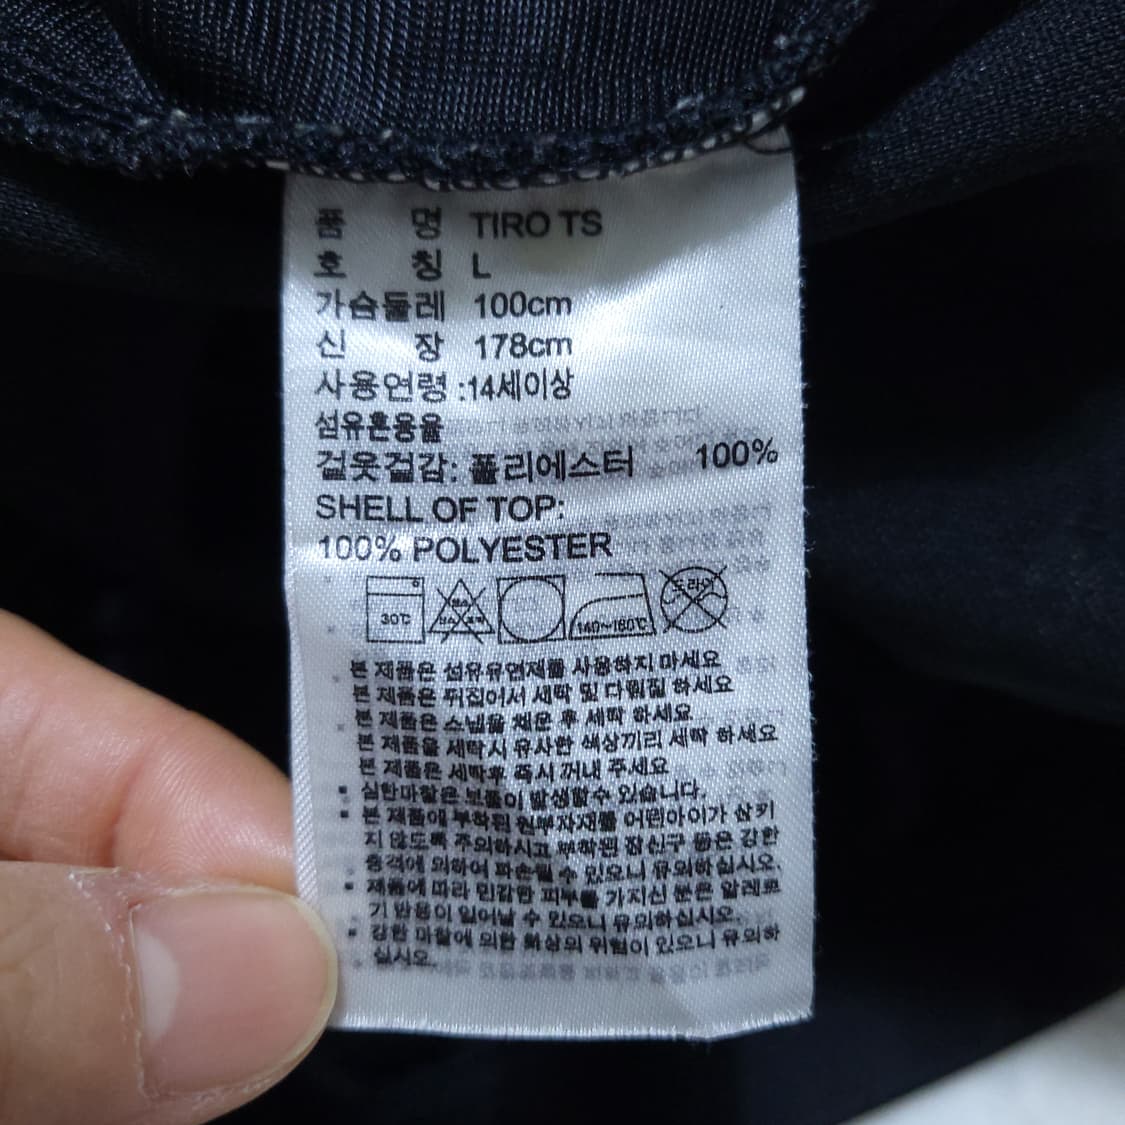 품 명 TIRO TS
호 칭 L
가슴둘레 100cm
신 장 178cm
사용연령 :14세이상
섬유혼용율
겉옷겉감: 폴리에스터 100%
SHELL OF TOP:
100% POLYESTER
30℃ 염소 140~160℃ 드라이
본 제품은 섬유유연제를 사용하지 마세요
본 제품은 뒤집어서 세탁 및 다림질 하세요
본 제품은 스냅을 채운 후 세탁 하세요
본 제품을 세탁시 유사한 색상끼리 세탁 하세요
본 제품은 세탁후 즉시 꺼내 주세요
▪ 심한마찰은 보풀이 발생할수 있습니다.
▪ 본 제품에 부착된 원부자재를 어린아이가 삼키
지 않도록 주의하시고 부착된 장신구 등은 강한
충격에 의하여 파손될 수 있으니 유의하십시오.
▪ 제품에 따라 민감한 피부를 가지신 분은 알레르
기 반응이 일어날 수 있으니 유의하십시오.
▪ 강한 마찰에 의한 화상의 위험이 있으니 유의하
십시오.